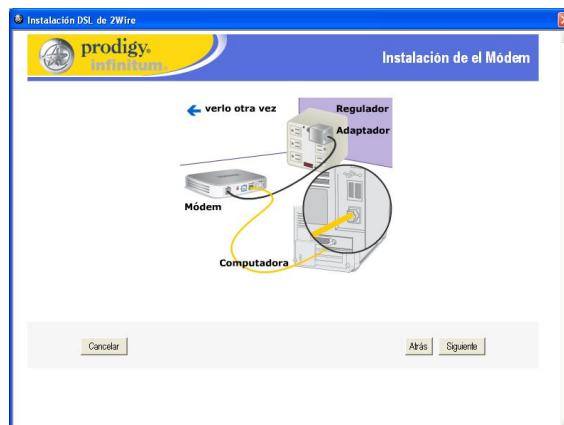 Instalación DSL de 2Wire
prodigy.
infinitum.
Instalación de el Módem
verlo otra vez
Regulador
Adaptador
Módem
Computadora
Cancelar
Atrás
Siguiente